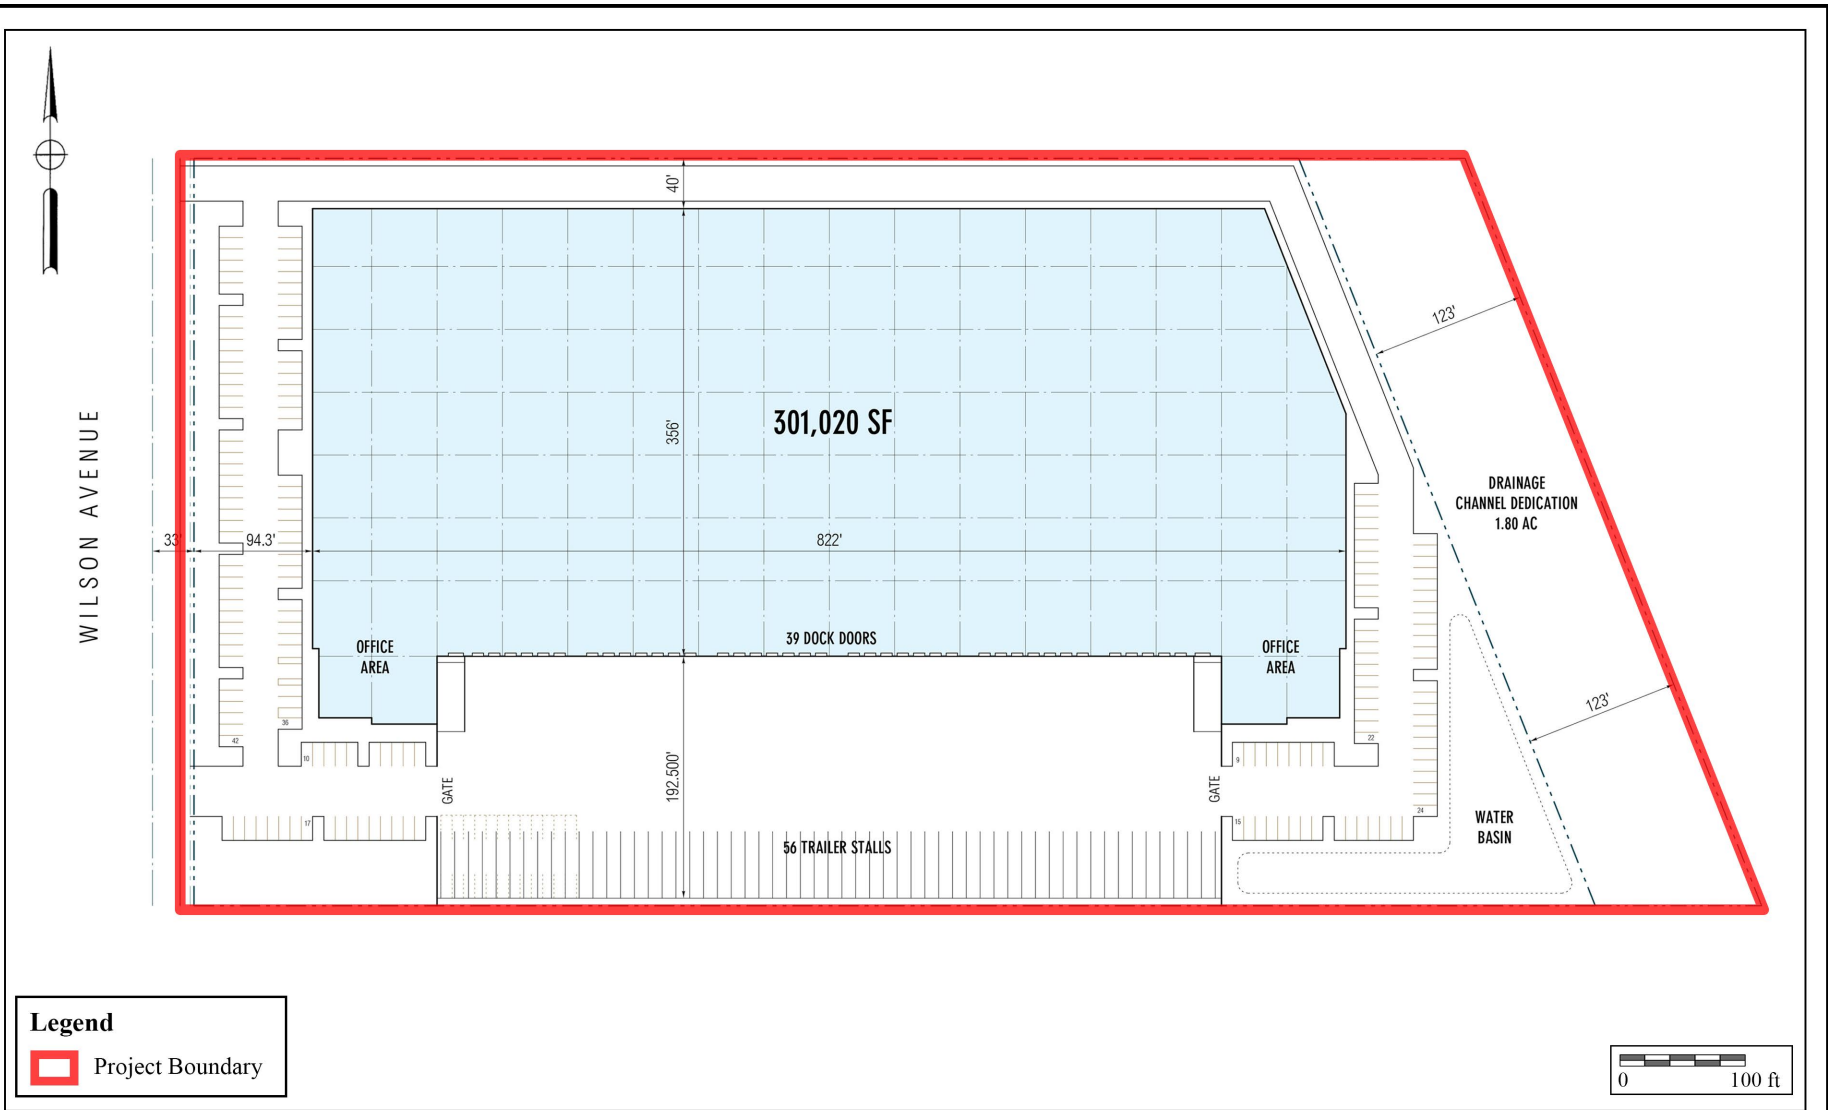 40'
123'
301,020 SF
356'
WILSON AVENUE
DRAINAGE
CHANNEL DEDICATION
1.80 AC
33'
94.3'
822'
39 DOCK DOORS
OFFICE
AREA
OFFICE
AREA
123'
36
42
22
10
9
GATE
192.500'
GATE
24
17
15
WATER
BASIN
56 TRAILER STALLS
Legend
Project Boundary
0
100 ft